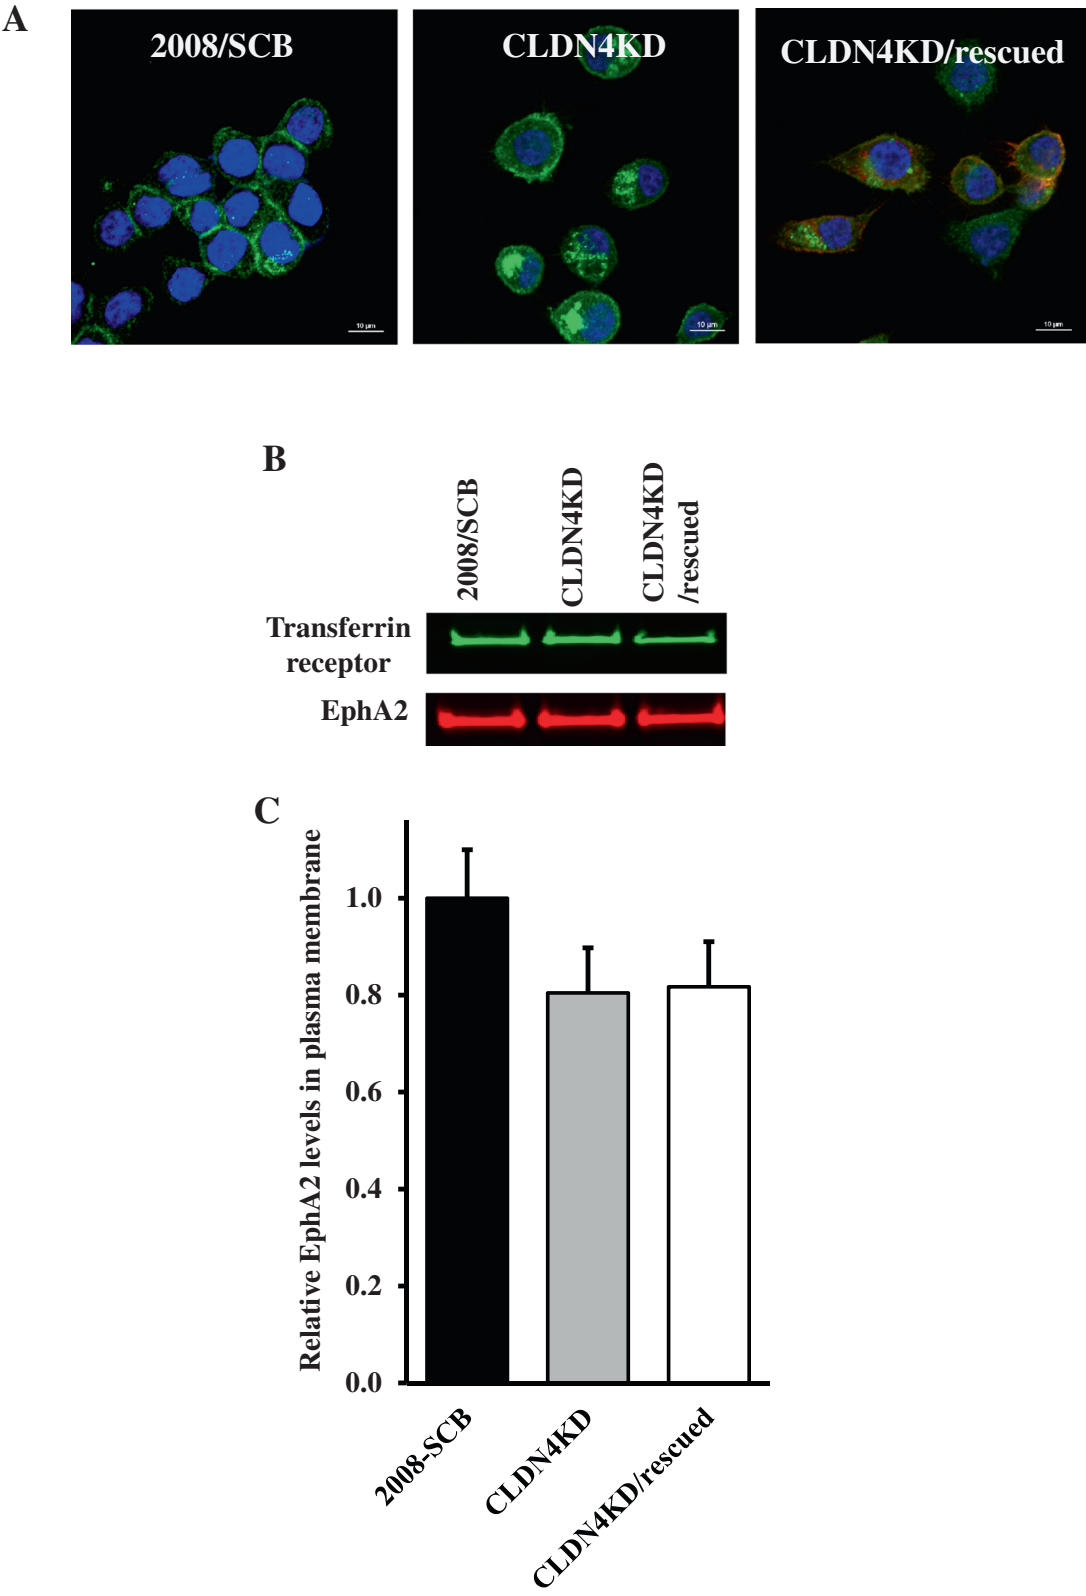 A
2008/SCB
CLDN4KD
CLDN4KD/rescued
10 µm
10 µm
10 µm
B
2008/SCB
CLDN4KD
CLDN4KD
/rescued
Transferrin
receptor
EphA2
C
Relative EphA2 levels in plasma membrane
1.0
0.8
0.6
0.4
0.2
0.0
2008-SCB
CLDN4KD
CLDN4KD/rescued